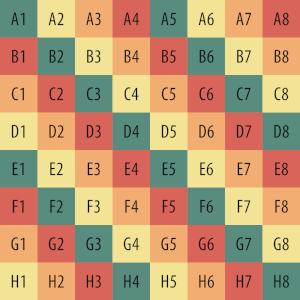 A1 A2 A3 A4 A5 A6 A7 A8
B1 B2 B3 B4 B5 B6 B7 B8
C1 C2 C3 C4 C5 C6 C7 C8
D1 D2 D3 D4 D5 D6 D7 D8
E1 E2 E3 E4 E5 E6 E7 E8
F1 F2 F3 F4 F5 F6 F7 F8
G1 G2 G3 G4 G5 G6 G7 G8
H1 H2 H3 H4 H5 H6 H7 H8